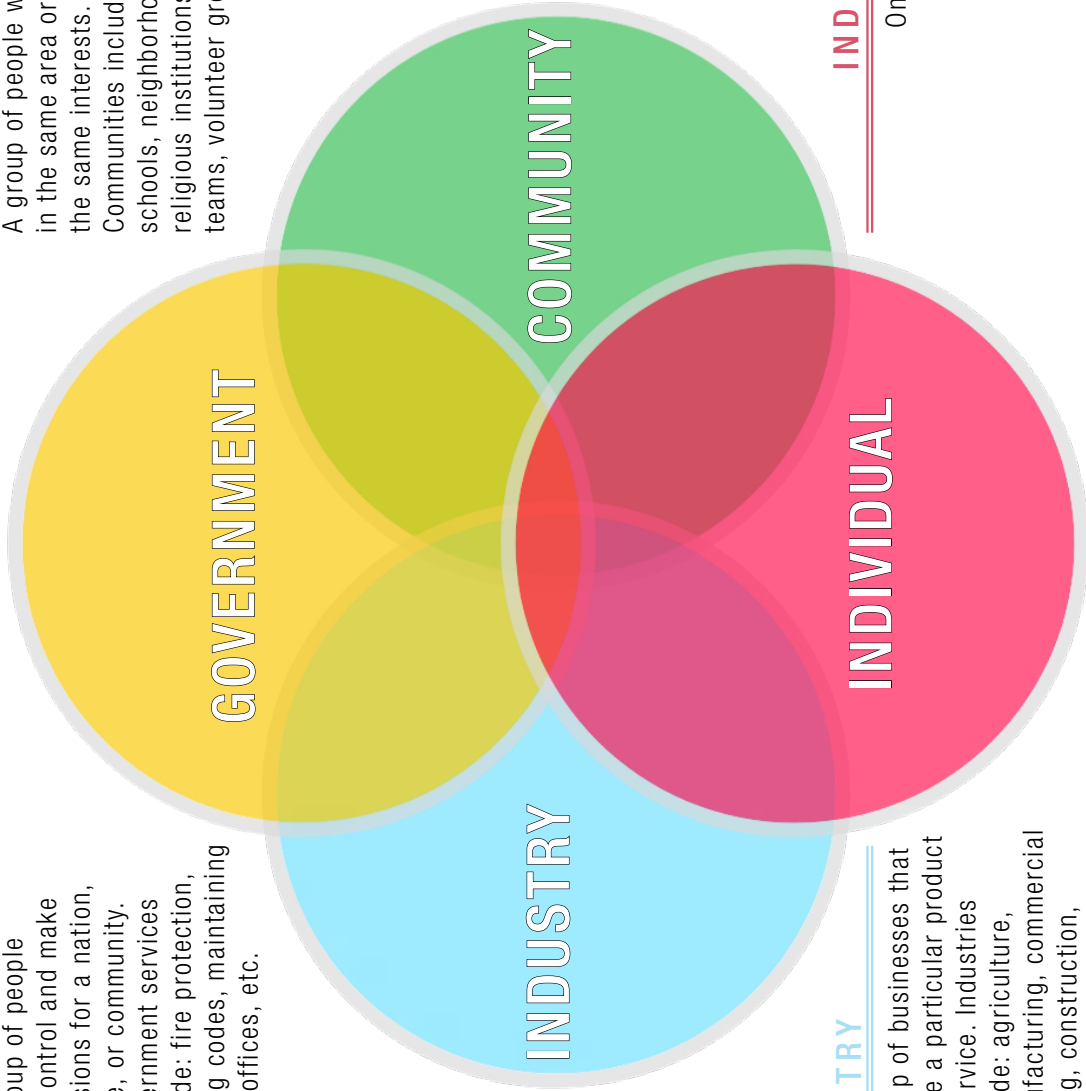 oup of people
ontrol and make
sions for a nation,
e, or community.
ernment services
de: fire protection,
g codes, maintaining
offices, etc.
A group of people w
in the same area or
the same interests.
Communities includ
schools, neighborho
religious institutions
teams, volunteer gro
GOVERNMENT
INDUSTRY
COMMUNITY
INDIVIDUAL
TRY
p of businesses that
e a particular product
vice. Industries
de: agriculture,
facturing, commercial
g, construction,
IND
On